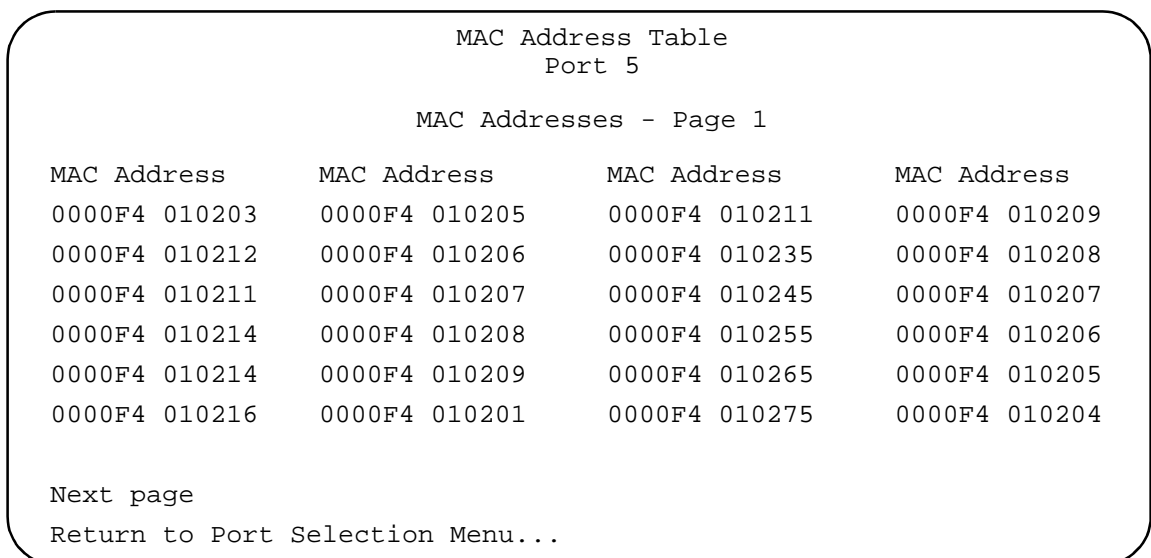 MAC Address Table
Port 5
MAC Addresses - Page 1
MAC Address MAC Address MAC Address MAC Address
0000F4 010203 0000F4 010205 0000F4 010211 0000F4 010209
0000F4 010212 0000F4 010206 0000F4 010235 0000F4 010208
0000F4 010211 0000F4 010207 0000F4 010245 0000F4 010207
0000F4 010214 0000F4 010208 0000F4 010255 0000F4 010206
0000F4 010214 0000F4 010209 0000F4 010265 0000F4 010205
0000F4 010216 0000F4 010201 0000F4 010275 0000F4 010204
Next page
Return to Port Selection Menu...